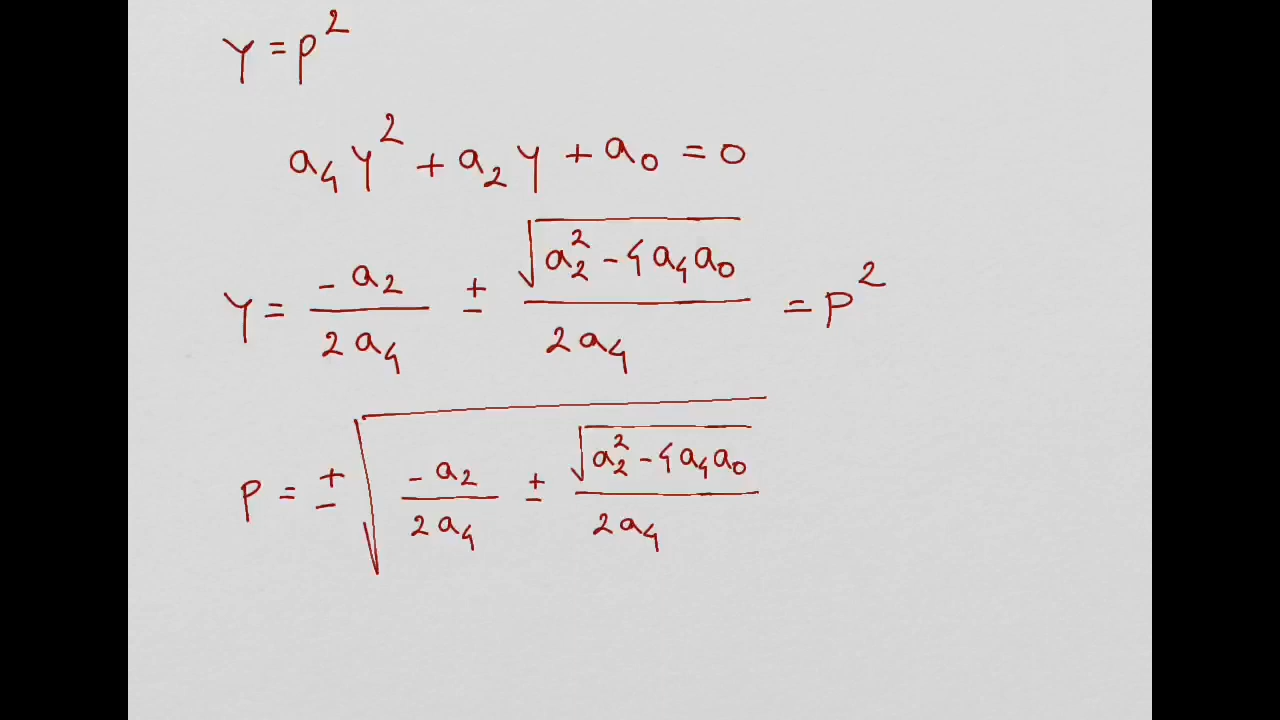 y = p²
a₄y² + a₂y + a₀ = 0
y = -a₂/2a₄ ± √(a₂² - 4a₄a₀)/2a₄ = p²
p = ± √(-a₂/2a₄ ± √(a₂² - 4a₄a₀)/2a₄)